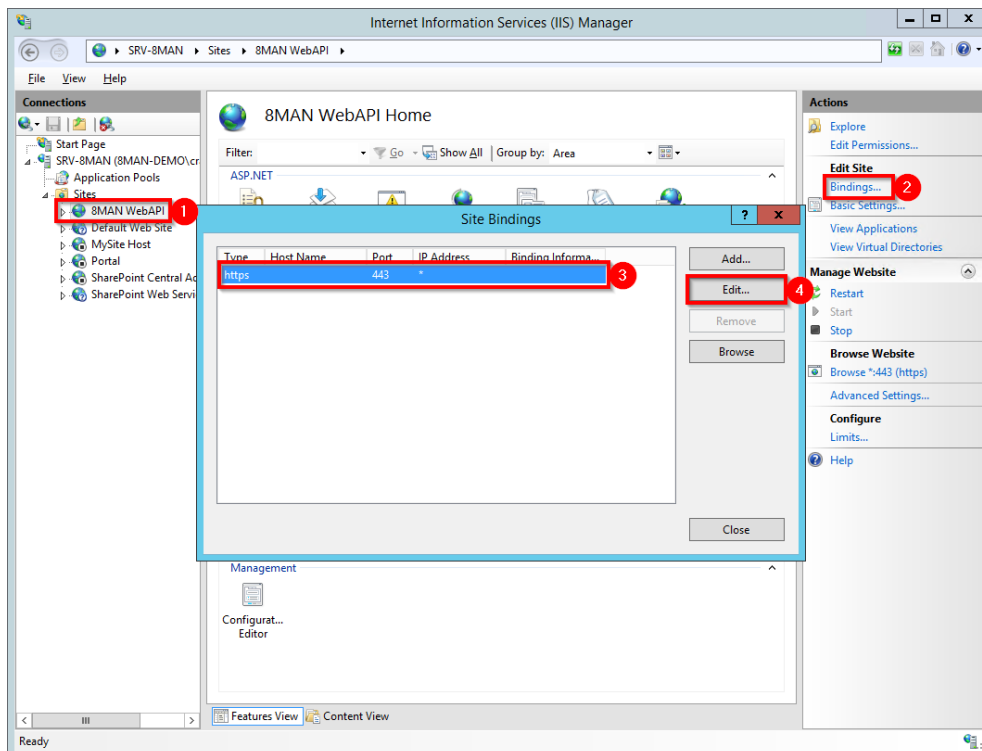 Internet Information Services (IIS) Manager
SRV-8MAN Sites 8MAN WebAPI
File View Help
Connections
Start Page
SRV-8MAN (8MAN-DEMO\cr
Application Pools
Sites
8MAN WebAPI 1
Default Web Site
MySite Host
Portal
SharePoint Central Ad
SharePoint Web Servi
8MAN WebAPI Home
Filter: Go Show All Group by: Area
ASP.NET
Site Bindings ? x
Type Host Name Port IP Address Binding Informa...
https 443 * 3
Add...
Edit... 4
Remove
Browse
Close
Management
Configurat...
Editor
Features View Content View
Actions
Explore
Edit Permissions...
Edit Site
Bindings... 2
Basic Settings...
View Applications
View Virtual Directories
Manage Website
Restart
Start
Stop
Browse Website
Browse *:443 (https)
Advanced Settings...
Configure
Limits...
Help
Ready